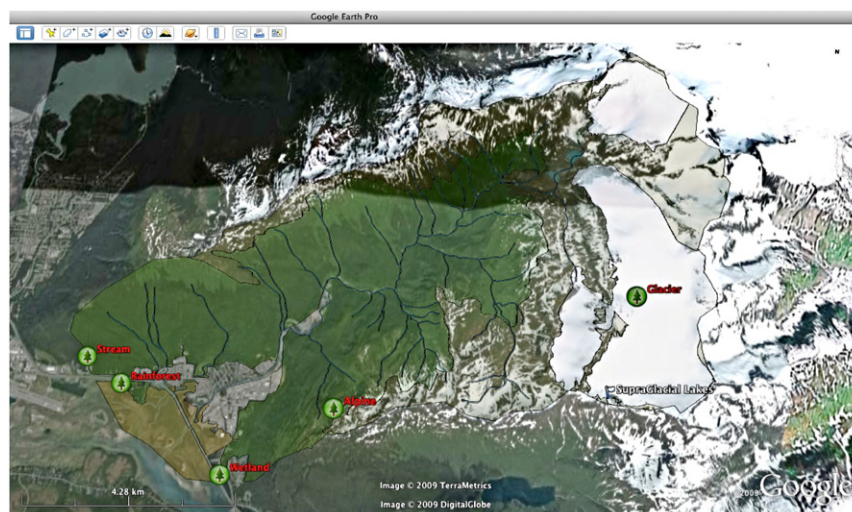 Google Earth Pro
N
Glacier
Stream
Rainforest
SupraGlacial Lakes
Alpine
Wetland
Image © 2009 TerraMetrics
4.28 km
©2009 Google
Image © 2009 DigitalGlobe